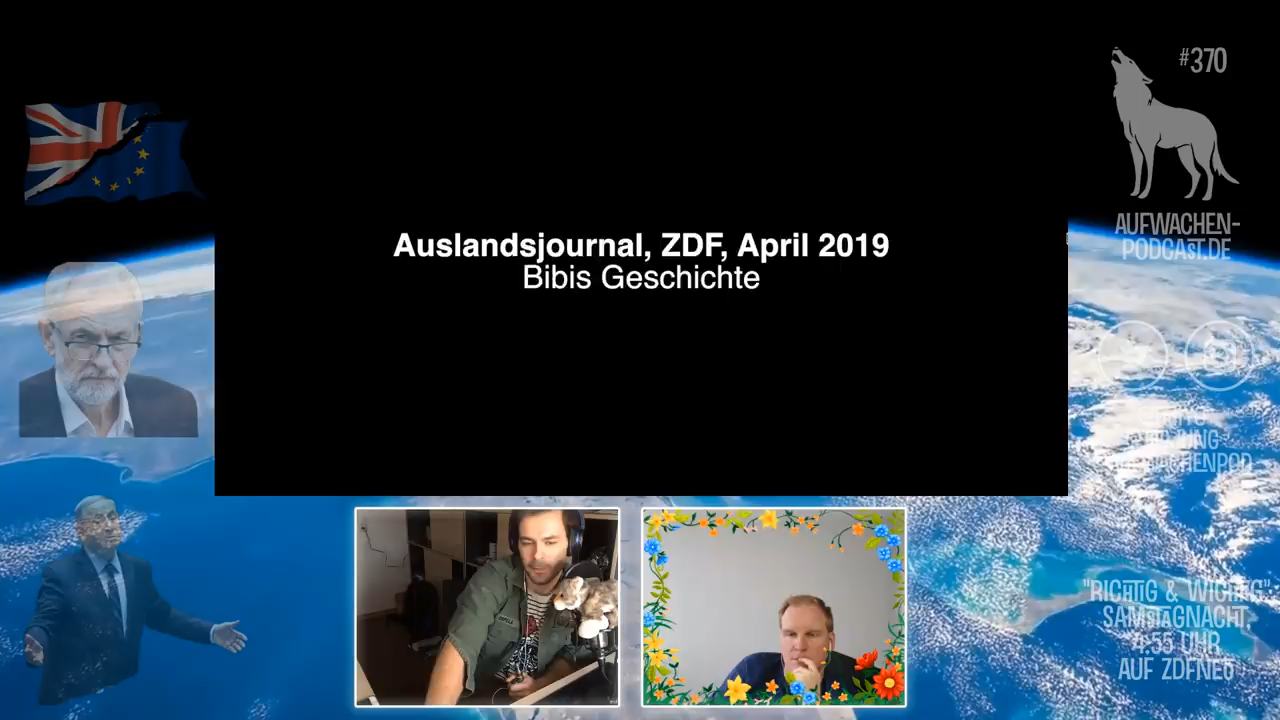 #370
AUFWACHEN-
PODCAST.DE
Auslandsjournal, ZDF, April 2019
Bibis Geschichte
"RICHTIG & WICHTIG"
SAMSTAGNACHT,
4:55 UHR
AUF ZDFNEO